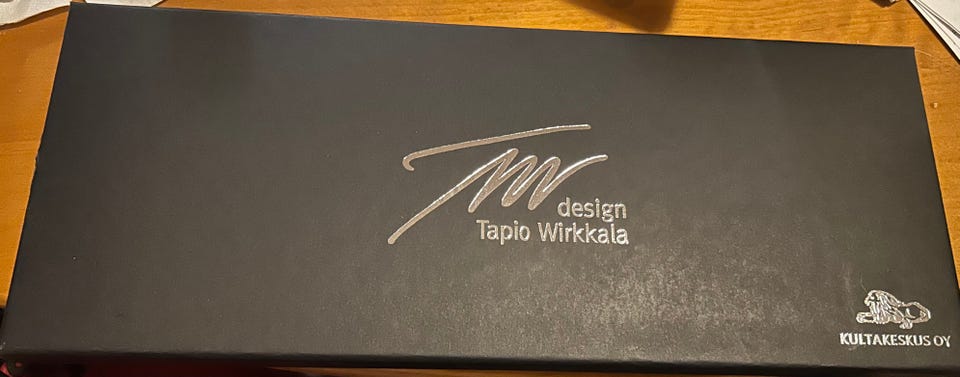 TW
design
Tapio Wirkkala
KULTAKESKUS OY